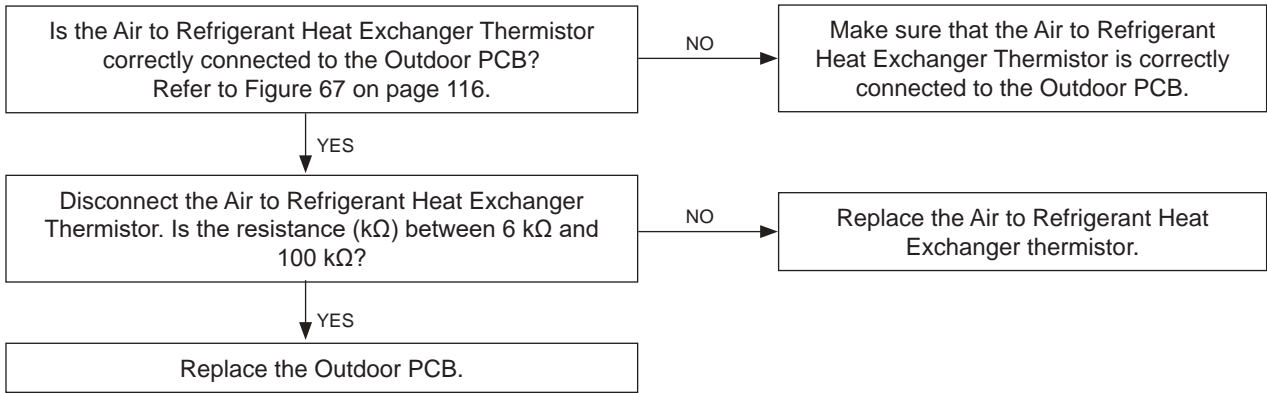 Is the Air to Refrigerant Heat Exchanger Thermistor
correctly connected to the Outdoor PCB?
Refer to Figure 67 on page 116.
NO
Make sure that the Air to Refrigerant
Heat Exchanger Thermistor is correctly
connected to the Outdoor PCB.
YES
Disconnect the Air to Refrigerant Heat Exchanger
Thermistor. Is the resistance (kΩ) between 6 kΩ and
100 kΩ?
NO
Replace the Air to Refrigerant Heat
Exchanger thermistor.
YES
Replace the Outdoor PCB.